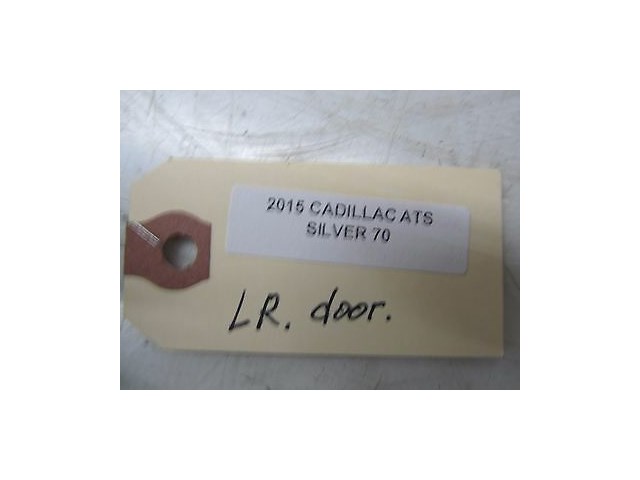 2015 CADILLAC ATS
SILVER 70
LR. door.